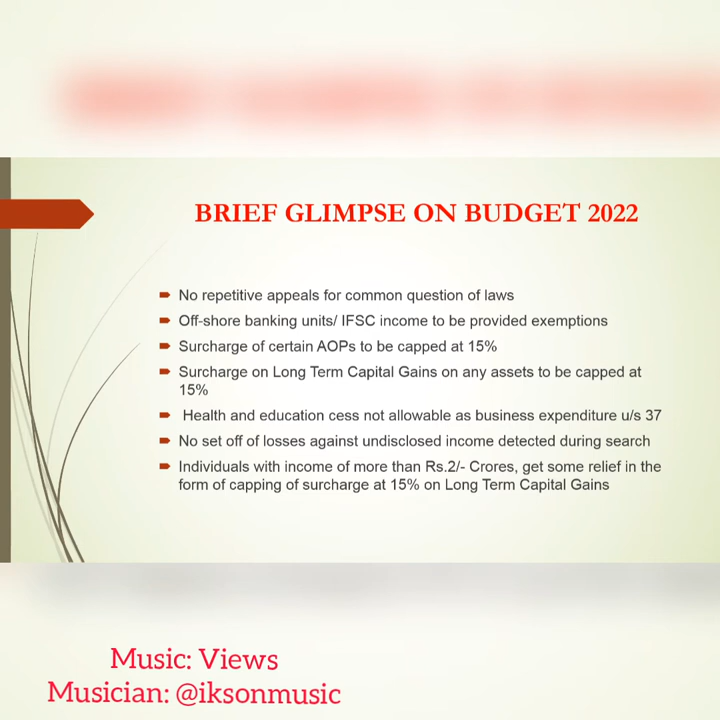 BRIEF GLIMPSE ON BUDGET 2022
No repetitive appeals for common question of laws
Off-shore banking units/ IFSC income to be provided exemptions
Surcharge of certain AOPs to be capped at 15%
Surcharge on Long Term Capital Gains on any assets to be capped at
15%
Health and education cess not allowable as business expenditure u/s 37
No set off of losses against undisclosed income detected during search
Individuals with income of more than Rs.2/- Crores, get some relief in the
form of capping of surcharge at 15% on Long Term Capital Gains
Music: Views
Musician: @iksonmusic